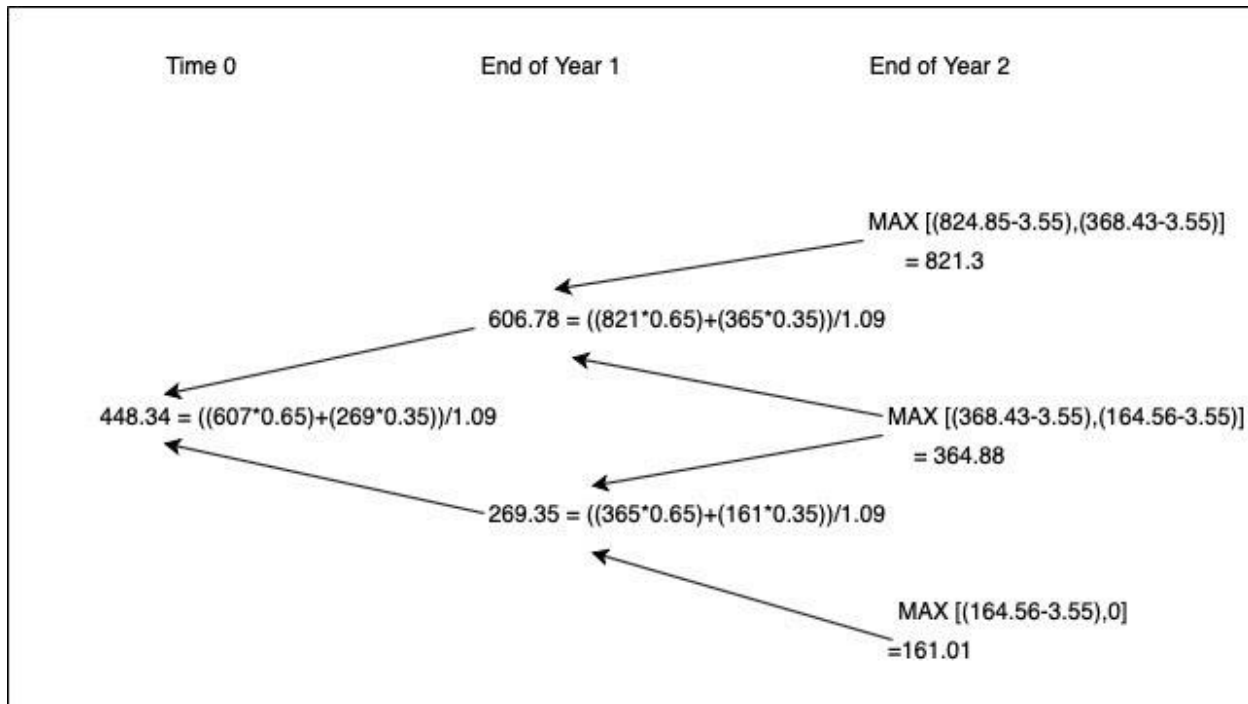 Time 0
End of Year 1
End of Year 2
MAX [(824.85-3.55),(368.43-3.55)]
= 821.3
606.78 = ((821*0.65)+(365*0.35))/1.09
448.34 = ((607*0.65)+(269*0.35))/1.09
MAX [(368.43-3.55),(164.56-3.55)]
= 364.88
269.35 = ((365*0.65)+(161*0.35))/1.09
MAX [(164.56-3.55),0]
=161.01